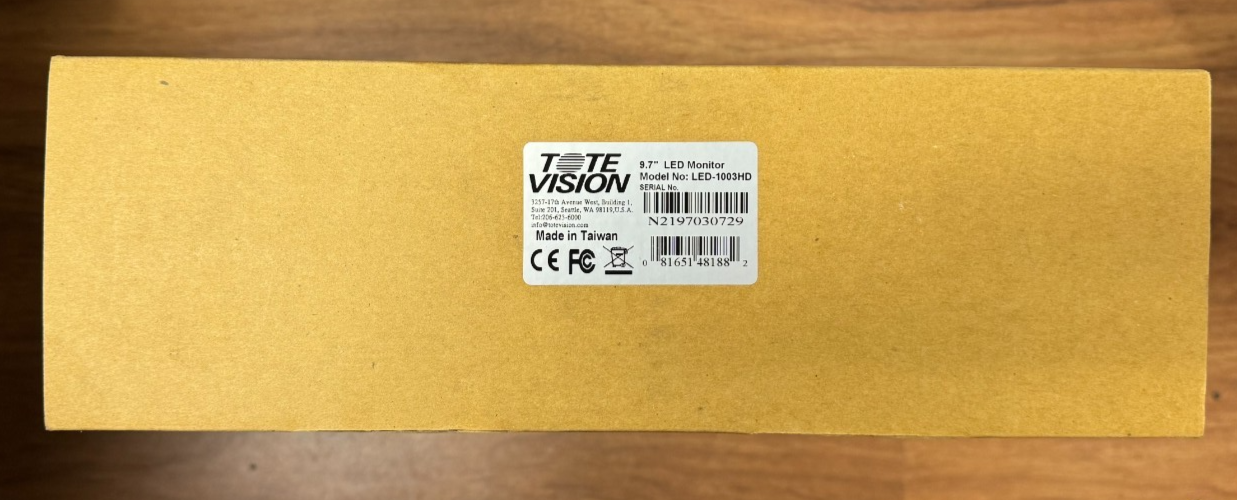 TOTE
VISION
3257-17th Avenue West, Building 1,
Suite 201, Seattle, WA 98119,U.S.A.
Tel:206-623-6000
info@totevision.com
Made in Taiwan
CE FC
9.7" LED Monitor
Model No: LED-1003HD
SERIAL No.
N2197030729
0 81651 48188 2